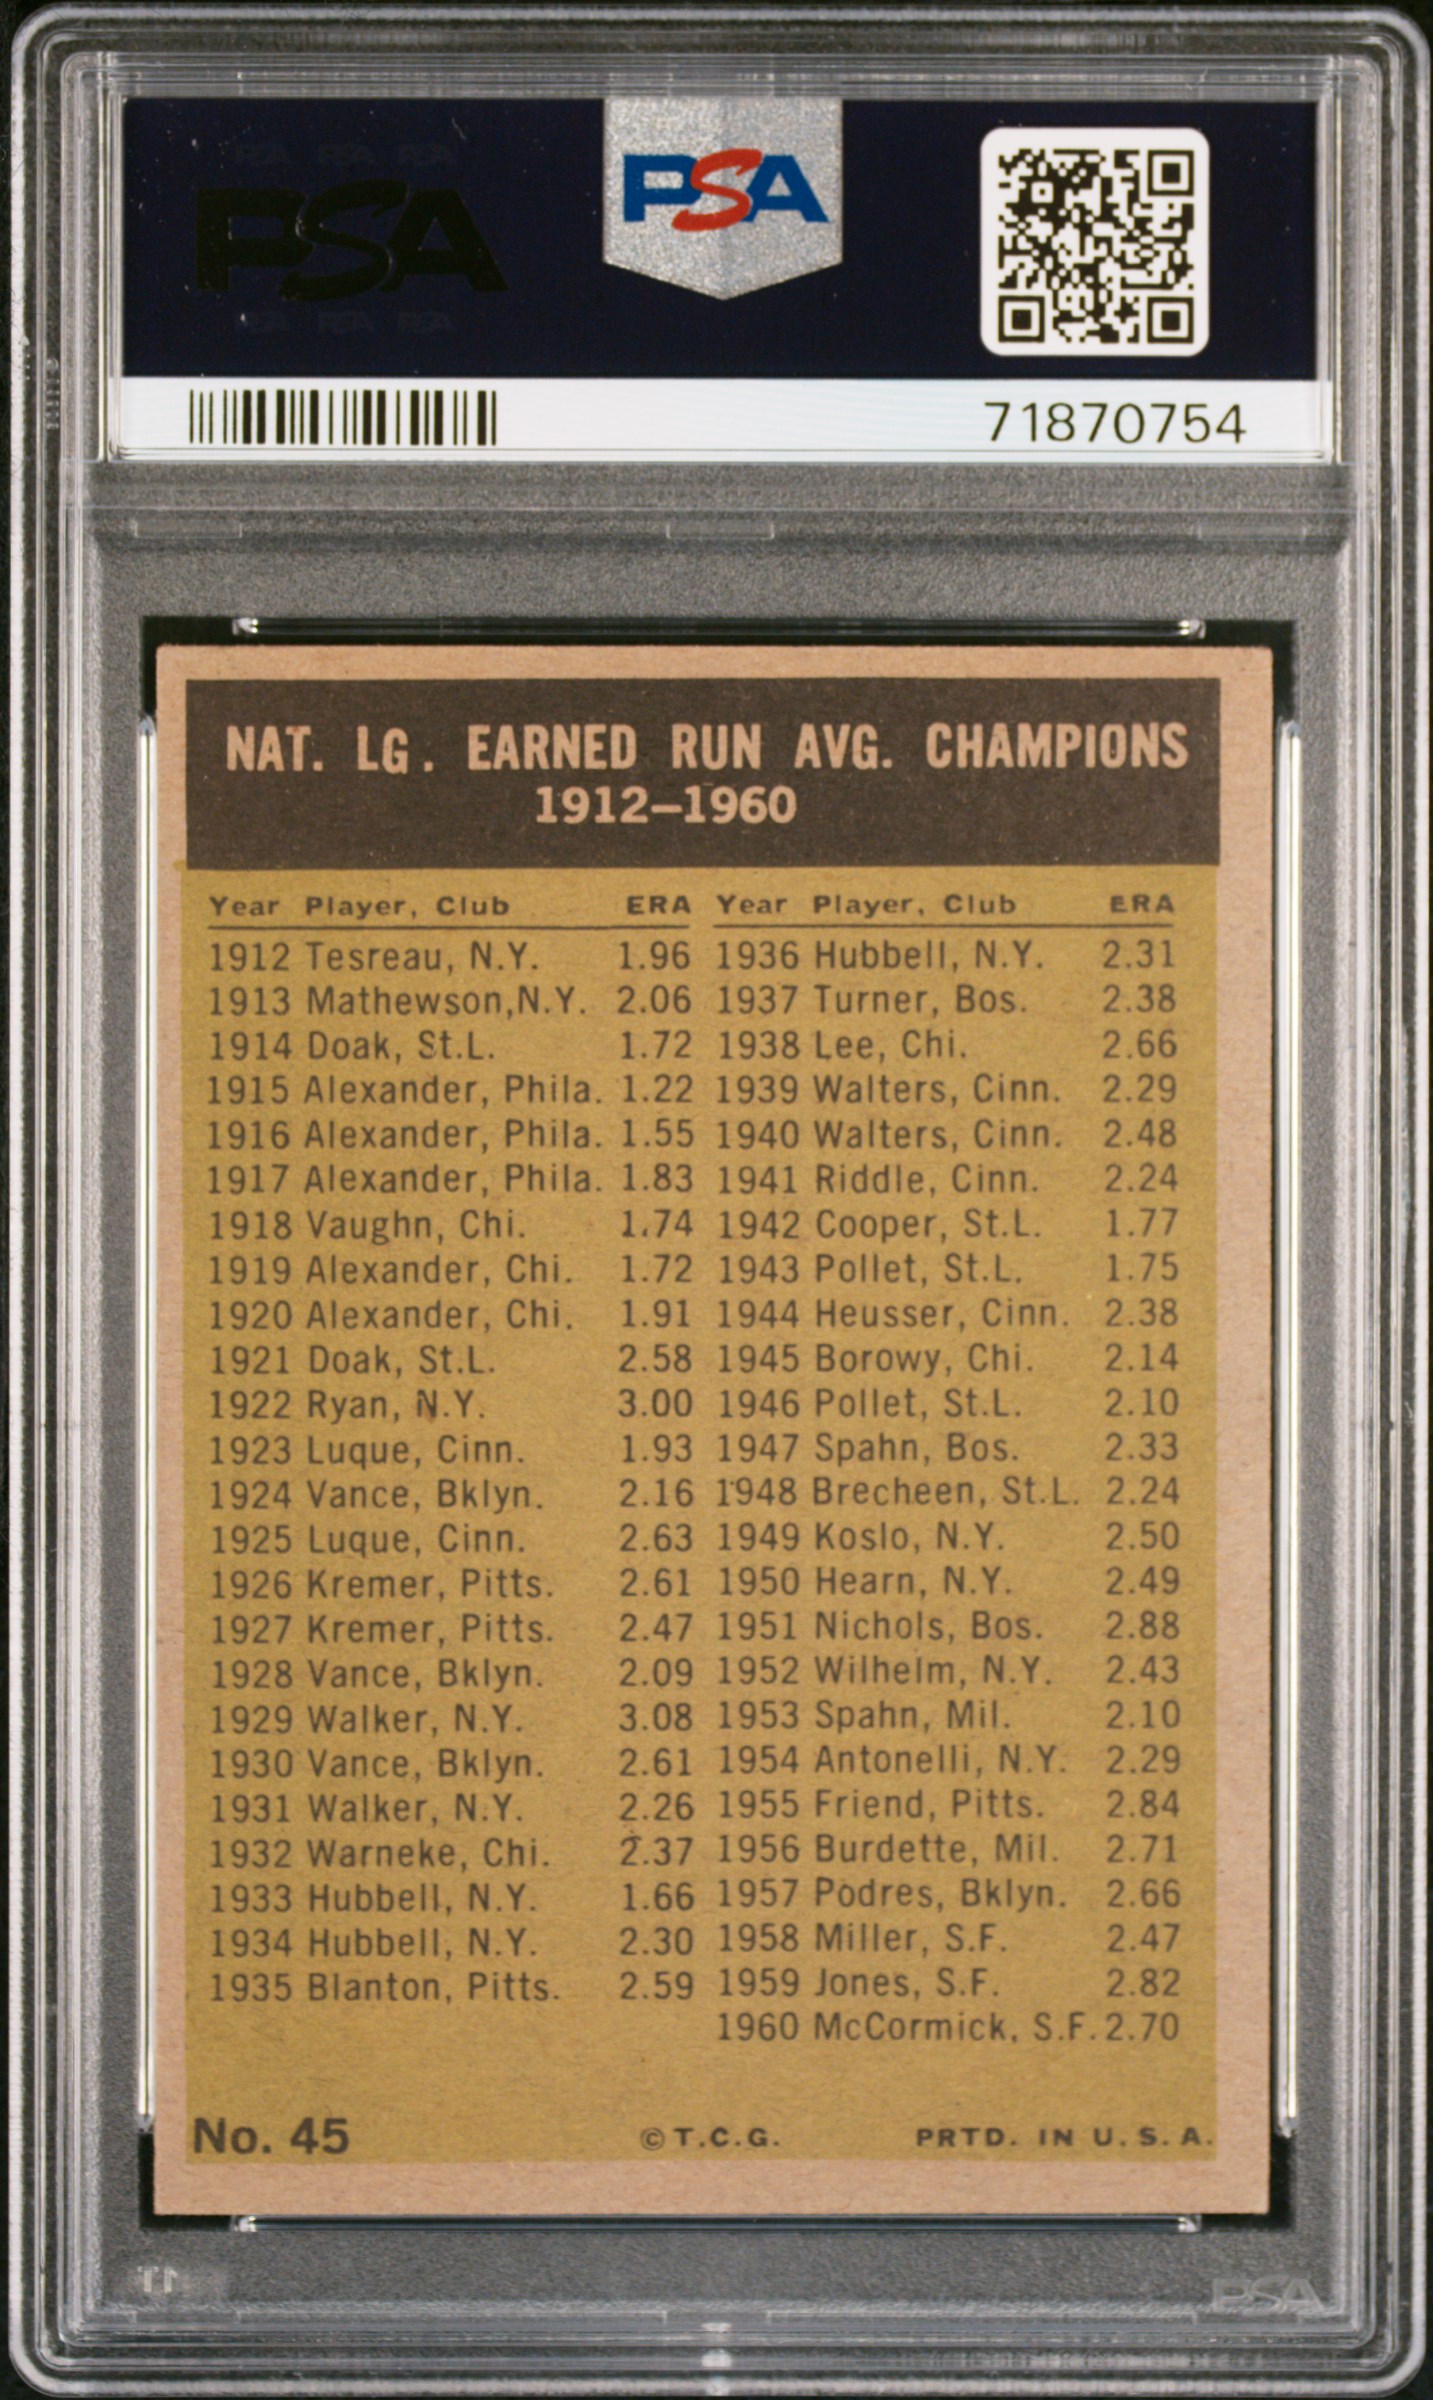 PSA
PSA
71870754
NAT. LG. EARNED RUN AVG. CHAMPIONS
1912–1960
Year Player, Club ERA Year Player, Club ERA
1912 Tesreau, N.Y. 1.96 1936 Hubbell, N.Y. 2.31
1913 Mathewson,N.Y. 2.06 1937 Turner, Bos. 2.38
1914 Doak, St.L. 1.72 1938 Lee, Chi. 2.66
1915 Alexander, Phila. 1.22 1939 Walters, Cinn. 2.29
1916 Alexander, Phila. 1.55 1940 Walters, Cinn. 2.48
1917 Alexander, Phila. 1.83 1941 Riddle, Cinn. 2.24
1918 Vaughn, Chi. 1.74 1942 Cooper, St.L. 1.77
1919 Alexander, Chi. 1.72 1943 Pollet, St.L. 1.75
1920 Alexander, Chi. 1.91 1944 Heusser, Cinn. 2.38
1921 Doak, St.L. 2.58 1945 Borowy, Chi. 2.14
1922 Ryan, N.Y. 3.00 1946 Pollet, St.L. 2.10
1923 Luque, Cinn. 1.93 1947 Spahn, Bos. 2.33
1924 Vance, Bklyn. 2.16 1948 Brecheen, St.L. 2.24
1925 Luque, Cinn. 2.63 1949 Koslo, N.Y. 2.50
1926 Kremer, Pitts. 2.61 1950 Hearn, N.Y. 2.49
1927 Kremer, Pitts. 2.47 1951 Nichols, Bos. 2.88
1928 Vance, Bklyn. 2.09 1952 Wilhelm, N.Y. 2.43
1929 Walker, N.Y. 3.08 1953 Spahn, Mil. 2.10
1930 Vance, Bklyn. 2.61 1954 Antonelli, N.Y. 2.29
1931 Walker, N.Y. 2.26 1955 Friend, Pitts. 2.84
1932 Warneke, Chi. 2.37 1956 Burdette, Mil. 2.71
1933 Hubbell, N.Y. 1.66 1957 Podres, Bklyn. 2.66
1934 Hubbell, N.Y. 2.30 1958 Miller, S.F. 2.47
1935 Blanton, Pitts. 2.59 1959 Jones, S.F. 2.82
1960 McCormick, S.F. 2.70
No. 45 © T.C.G. PRTD. IN U.S.A.
PSA